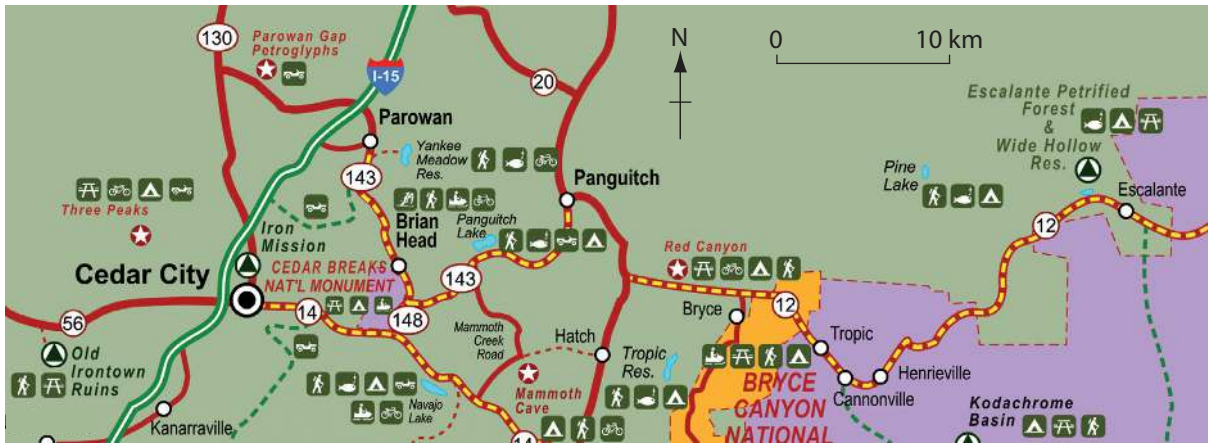 130
Parowan Gap
Petroglyphs
I-15
20
N
0
10 km
Escalante Petrified
Forest
&
Wide Hollow
Res.
Parowan
Yankee
Meadow
Res.
143
Pine
Lake
Escalante
Three Peaks
Brian
Head
Panguitch
Lake
Panguitch
Iron
Mission
Cedar City
CEDAR BREAKS
NAT'L MONUMENT
143
Red Canyon
12
56
14
148
Mammoth
Creek
Road
Hatch
Bryce
12
Tropic
Old
Irontown
Ruins
Tropic
Res.
Henrieville
Cannonville
Navajo
Lake
Mammoth
Cave
BRYCE
CANYON
NATIONAL
Kanarraville
14
Kodachrome
Basin